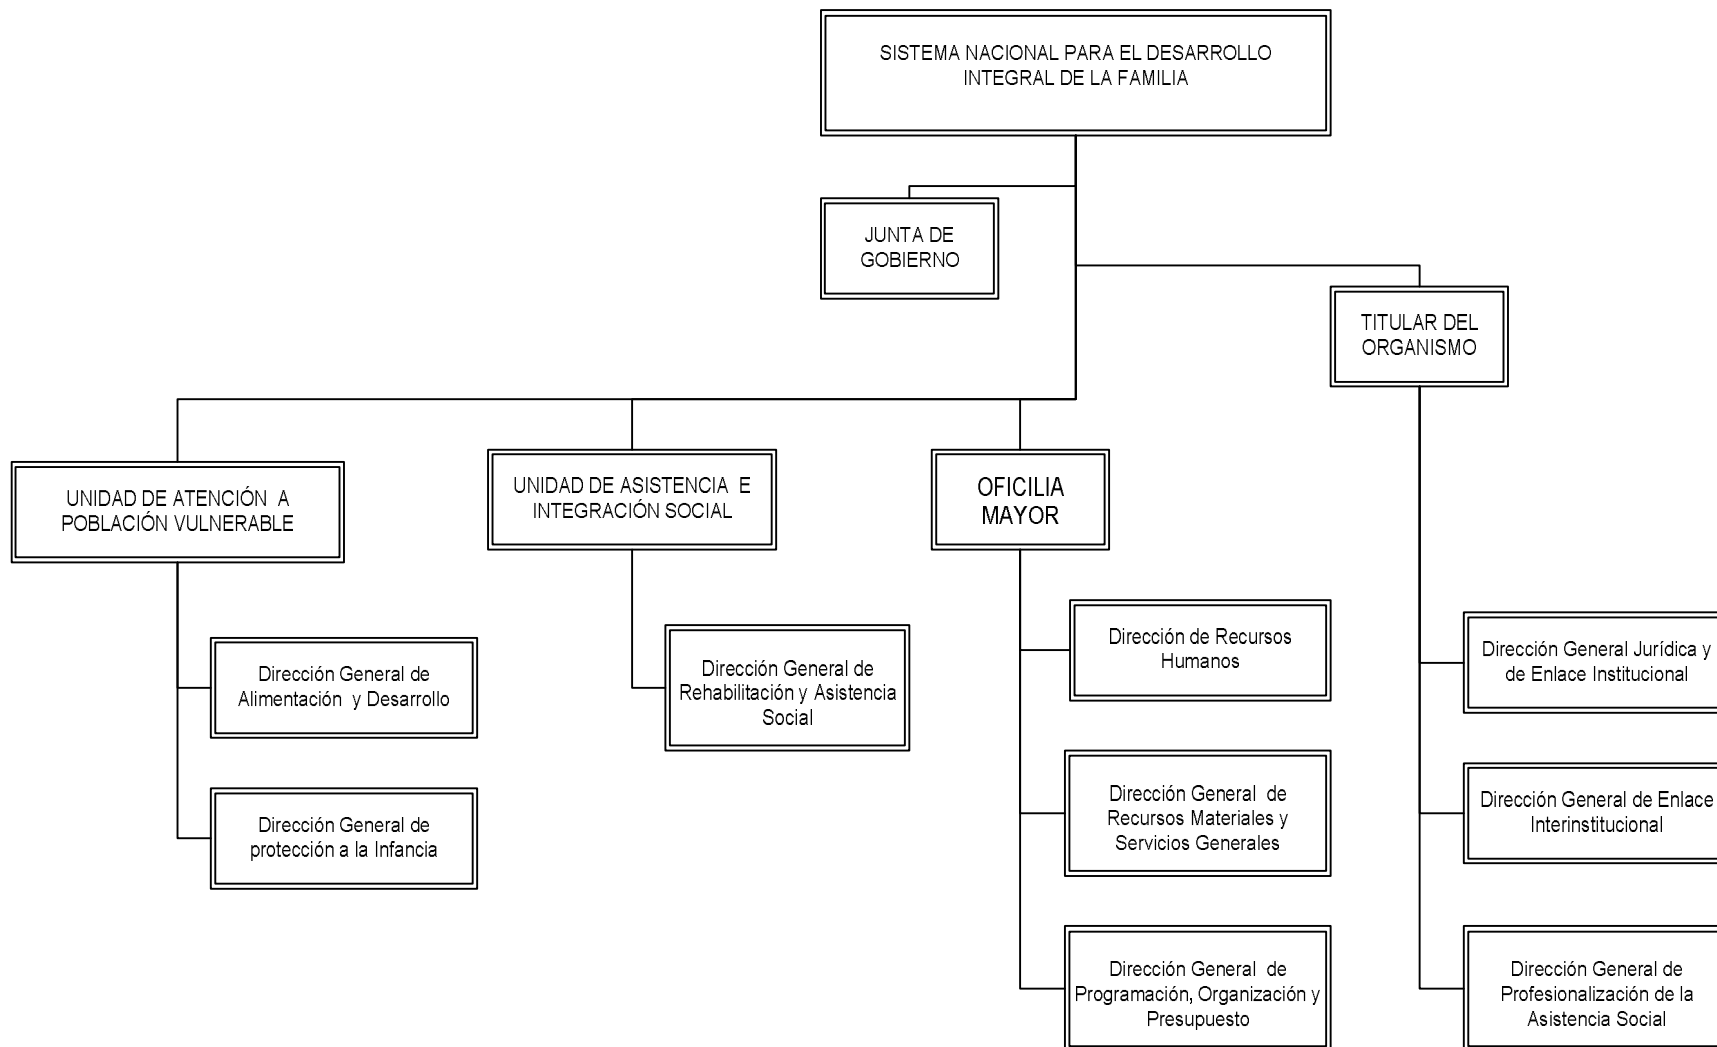 SISTEMA NACIONAL PARA EL DESARROLLO
INTEGRAL DE LA FAMILIA
JUNTA DE
GOBIERNO
TITULAR DEL
ORGANISMO
UNIDAD DE ATENCIÓN A
POBLACIÓN VULNERABLE
UNIDAD DE ASISTENCIA E
INTEGRACIÓN SOCIAL
OFICILIA
MAYOR
Dirección General de
Alimentación y Desarrollo
Dirección General de
protección a la Infancia
Dirección General de
Rehabilitación y Asistencia
Social
Dirección de Recursos
Humanos
Dirección General de
Recursos Materiales y
Servicios Generales
Dirección General de
Programación, Organización y
Presupuesto
Dirección General Jurídica y
de Enlace Institucional
Dirección General de Enlace
Interinstitucional
Dirección General de
Profesionalización de la
Asistencia Social